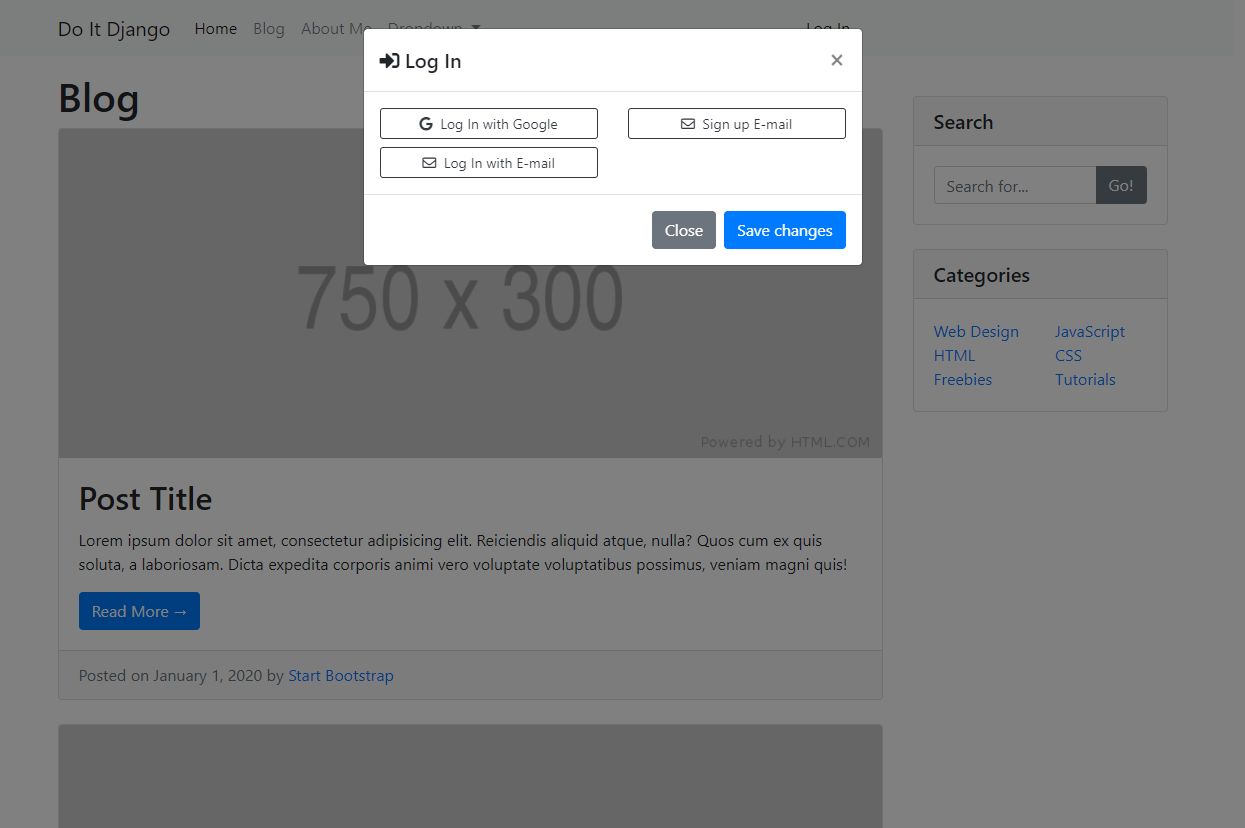 Do It Django Home Blog About Me Dropdown Log In
Log In ×
Log In with Google Sign up E-mail
Log In with E-mail
Close Save changes
Blog
750 x 300
Powered by HTML.COM
Post Title
Lorem ipsum dolor sit amet, consectetur adipisicing elit. Reiciendis aliquid atque, nulla? Quos cum ex quis
soluta, a laboriosam. Dicta expedita corporis animi vero voluptate voluptatibus possimus, veniam magni quis!
Read More →
Posted on January 1, 2020 by Start Bootstrap
Search
Search for... Go!
Categories
Web Design JavaScript
HTML CSS
Freebies Tutorials